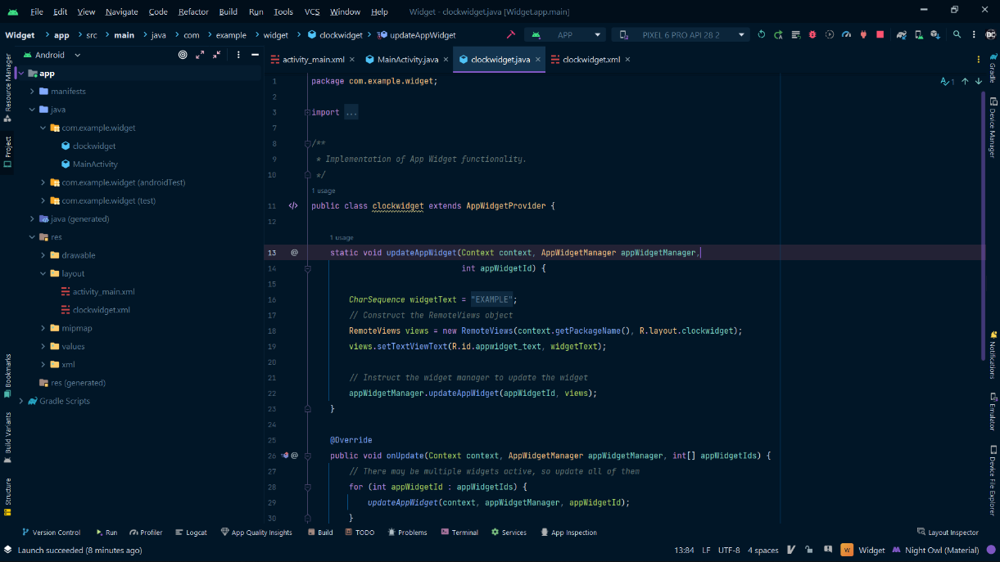 File Edit View Navigate Code Refactor Build Run Tools VCS Window Help Widget - clockwidget.java [Widget.app.main]
Widget app src main java com example widget clockwidget updateAppWidget APP PIXEL 6 PRO API 28 2 DC
Resource Manager
Project
Bookmarks
Build Variants
Structure
Android
app
manifests
java
com.example.widget
clockwidget
MainActivity
com.example.widget (androidTest)
com.example.widget (test)
java (generated)
res
drawable
layout
activity_main.xml
clockwidget.xml
mipmap
values
xml
res (generated)
Gradle Scripts
activity_main.xml MainActivity.java clockwidget.java clockwidget.xml
1
1 package com.example.widget;
2
3 import ...
7
8 /**
9 * Implementation of App Widget functionality.
10 */
1 usage
11 </> public class clockwidget extends AppWidgetProvider {
12
1 usage
13 @ static void updateAppWidget(Context context, AppWidgetManager appWidgetManager,
14 int appWidgetId) {
15
16 CharSequence widgetText = "EXAMPLE";
17 // Construct the RemoteViews object
18 RemoteViews views = new RemoteViews(context.getPackageName(), R.layout.clockwidget);
19 views.setTextViewText(R.id.appwidget_text, widgetText);
20
21 // Instruct the widget manager to update the widget
22 appWidgetManager.updateAppWidget(appWidgetId, views);
23 }
24
25 @Override
26 @ public void onUpdate(Context context, AppWidgetManager appWidgetManager, int[] appWidgetIds) {
27 // There may be multiple widgets active, so update all of them
28 for (int appWidgetId : appWidgetIds) {
29 updateAppWidget(context, appWidgetManager, appWidgetId);
30 }
Gradle
Device Manager
Notifications
Emulator
Device File Explorer
Version Control Run Profiler Logcat App Quality Insights Build TODO Problems Terminal Services App Inspection Layout Inspector
Launch succeeded (8 minutes ago) 13:84 LF UTF-8 4 spaces W Widget Night Owl (Material)